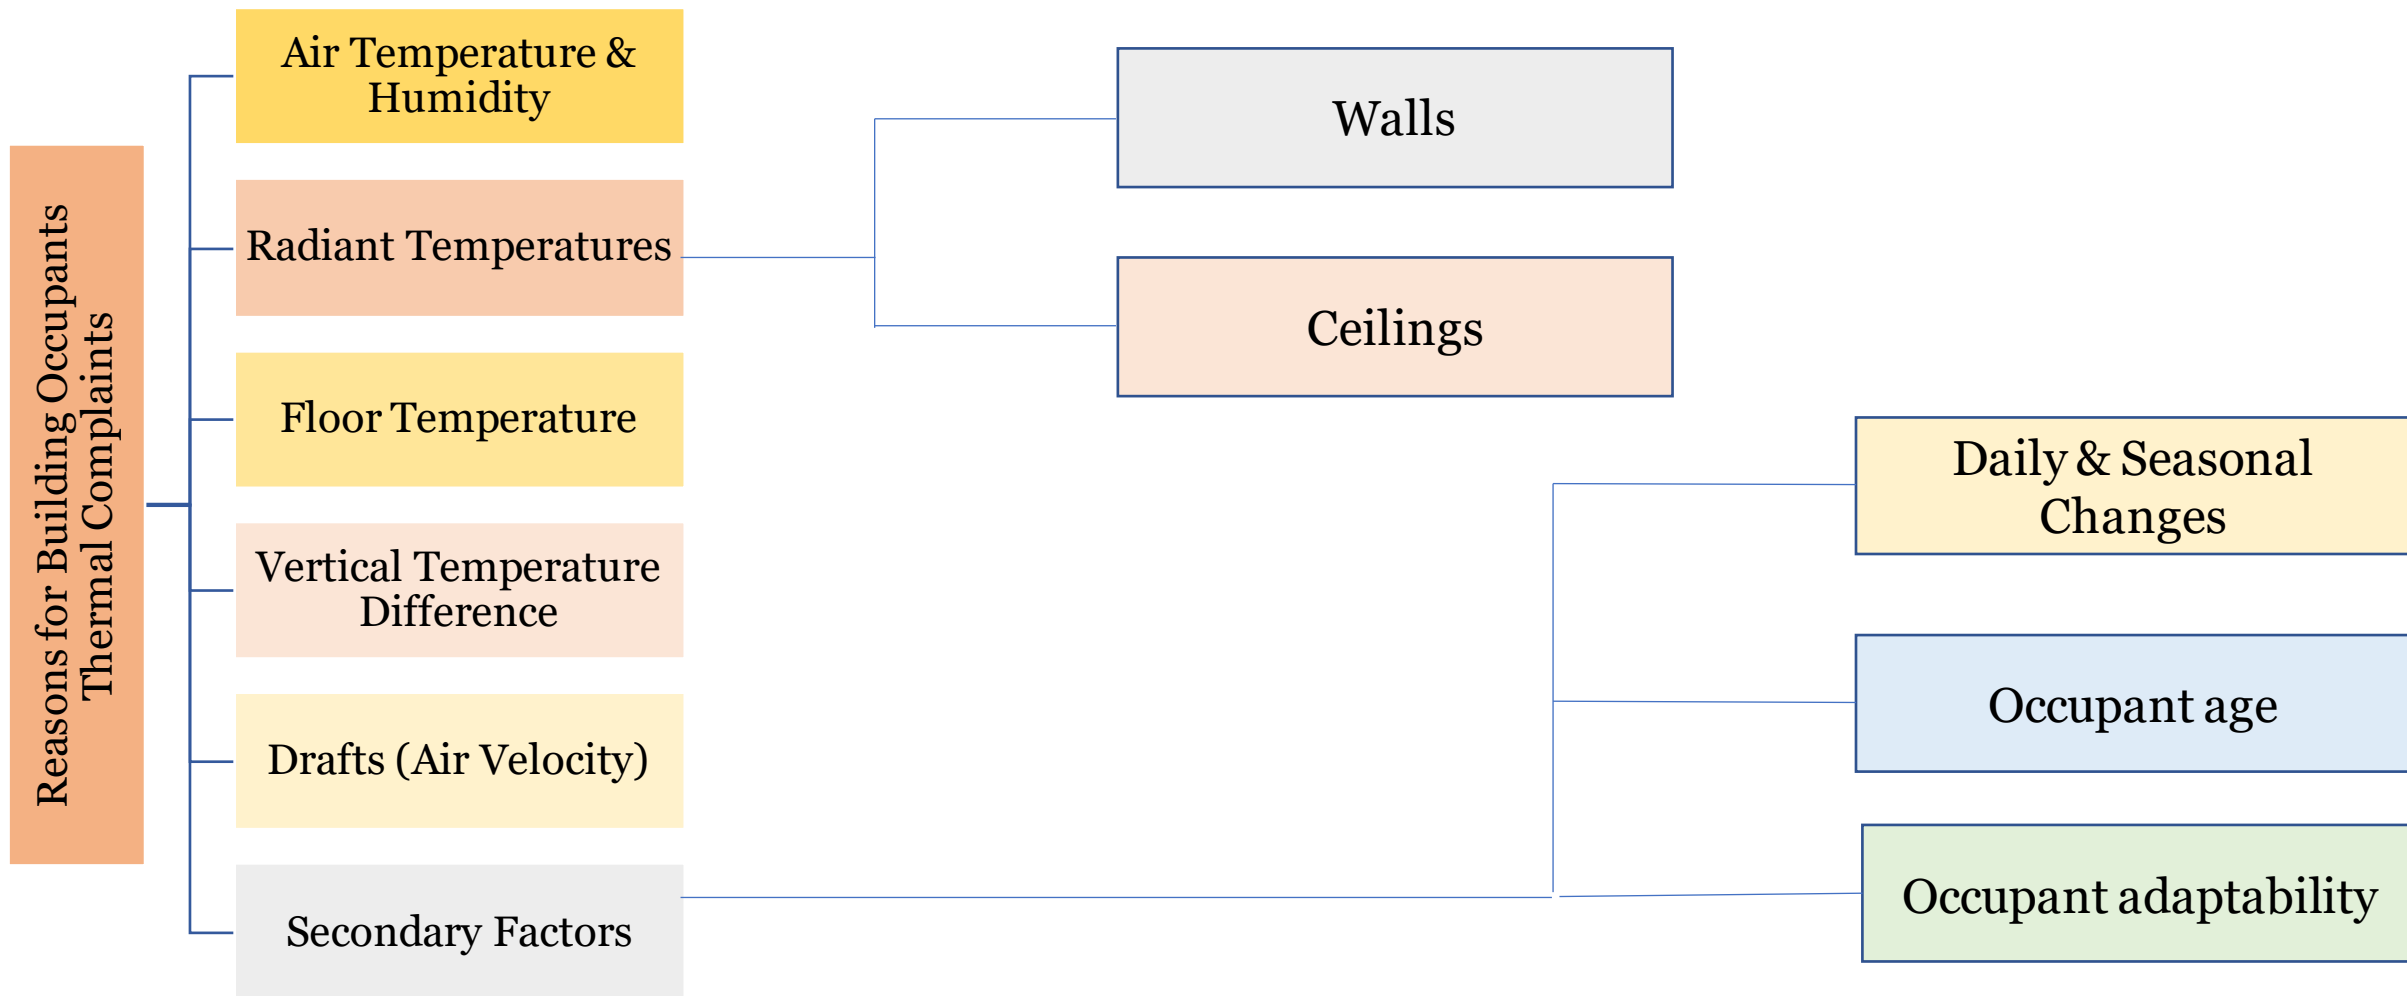 Reasons for Building Occupants
Thermal Complaints
Air Temperature &
Humidity
Radiant Temperatures
Floor Temperature
Vertical Temperature
Difference
Drafts (Air Velocity)
Secondary Factors
Walls
Ceilings
Daily & Seasonal
Changes
Occupant age
Occupant adaptability